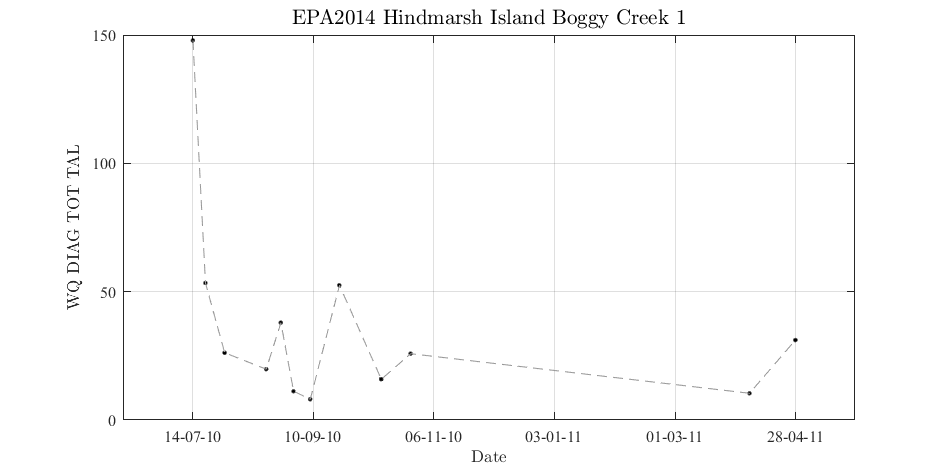 EPA2014 Hindmarsh Island Boggy Creek 1
WQ DIAG TOT TAL
150
100
50
0
14-07-10 10-09-10 06-11-10 03-01-11 01-03-11 28-04-11
Date